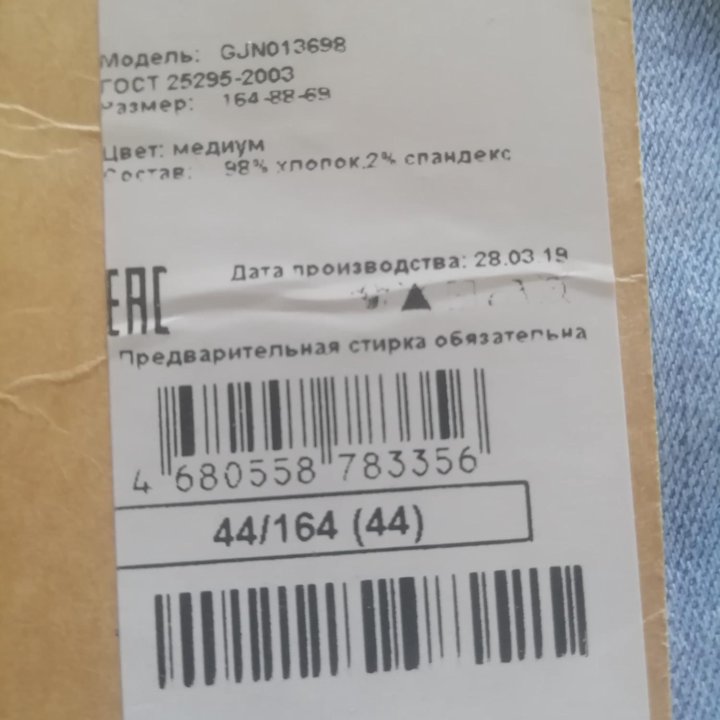 Модель: GJN013698
ГОСТ 25295-2003
Размер: 164-88-69
Цвет: медиум
Состав: 98% хлопок,2% спандекс
EAC
Дата производства: 28.03.19
Предварительная стирка обязательна
4 680558 783356
44/164 (44)